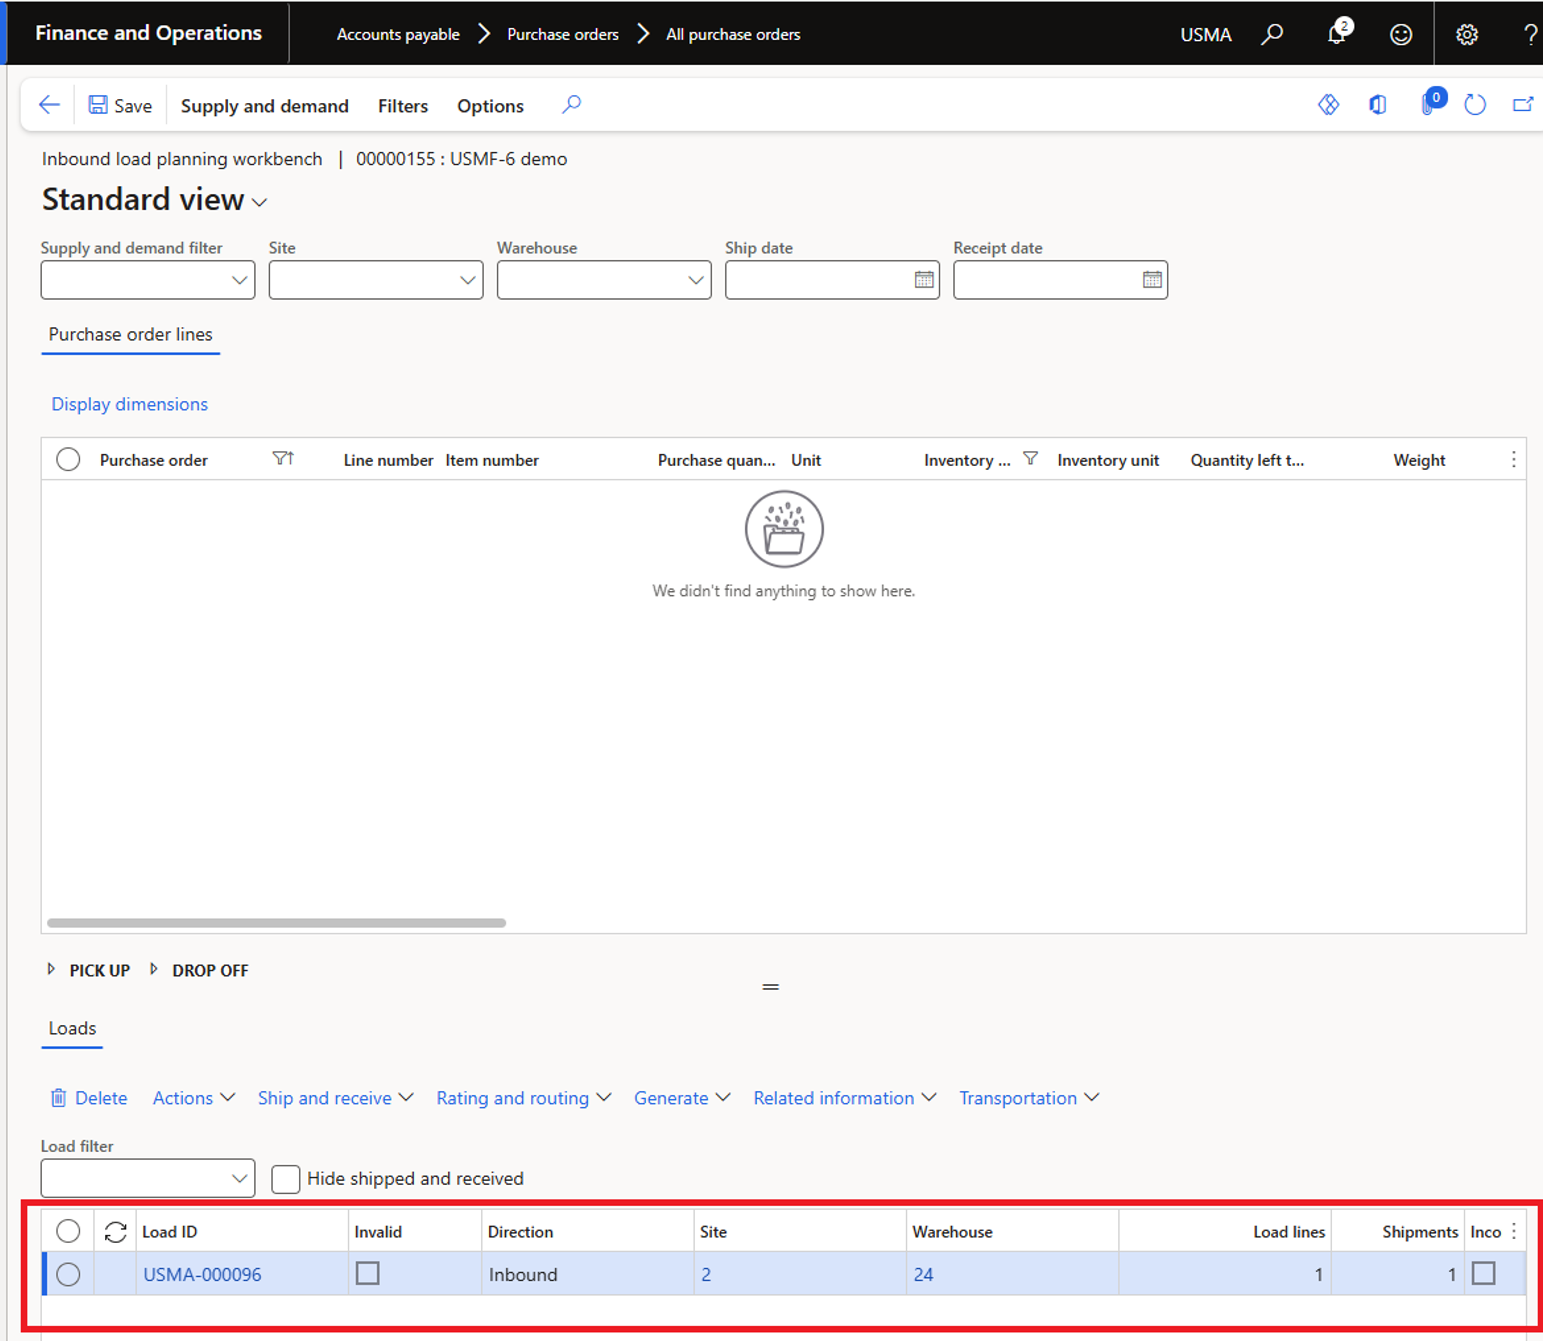 Finance and Operations
Accounts payable
Purchase orders
All purchase orders
USMA
2
?
Save
Supply and demand
Filters
Options
0
Inbound load planning workbench | 00000155 : USMF-6 demo
Standard view
Supply and demand filter
Site
Warehouse
Ship date
Receipt date
Purchase order lines
Display dimensions
Purchase order
Line number
Item number
Purchase quan...
Unit
Inventory ...
Inventory unit
Quantity left t...
Weight
We didn't find anything to show here.
PICK UP
DROP OFF
Loads
Delete
Actions
Ship and receive
Rating and routing
Generate
Related information
Transportation
Load filter
Hide shipped and received
Load ID
Invalid
Direction
Site
Warehouse
Load lines
Shipments
Inco
USMA-000096
Inbound
2
24
1
1